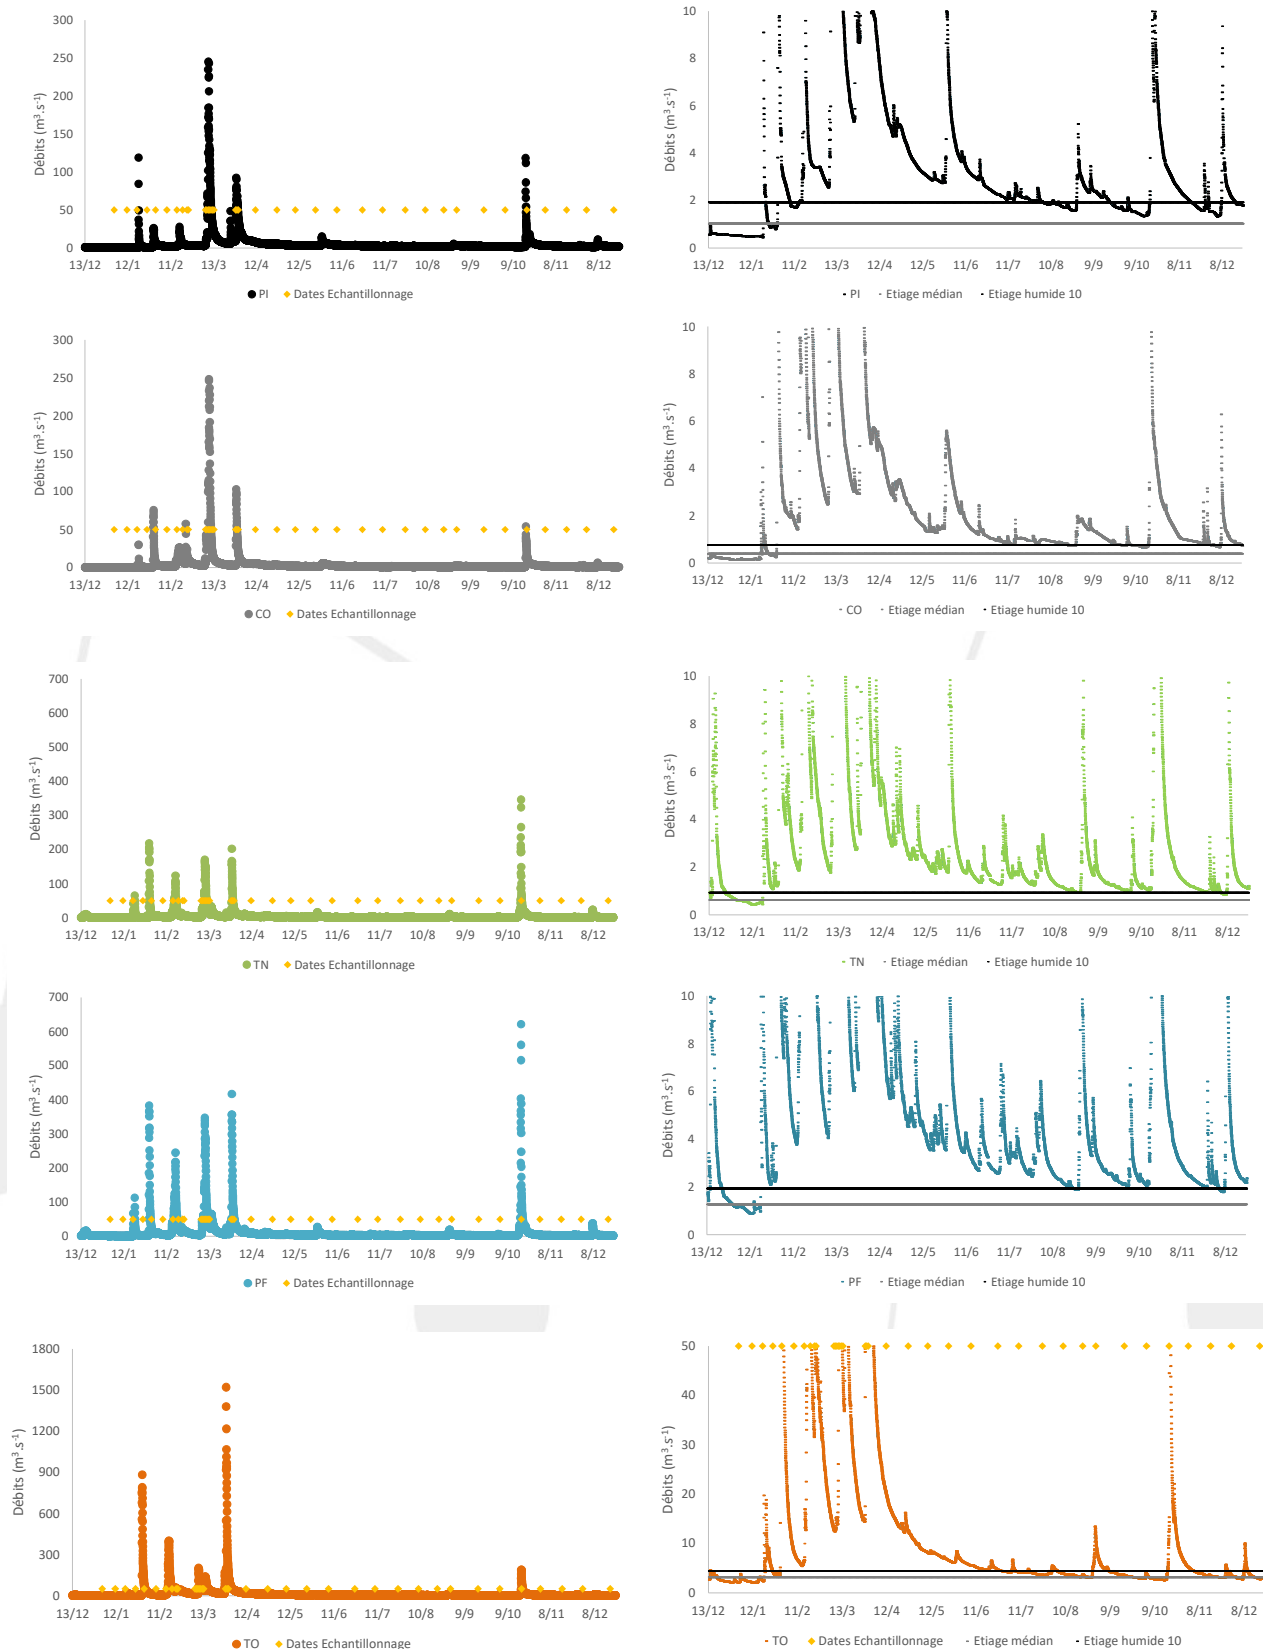 300
250
200
150
100
50
0
Débits (m³.s⁻¹)
13/12 12/1 11/2 13/3 12/4 12/5 11/6 11/7 10/8 9/9 9/10 8/11 8/12
PI Dates Echantillonnage
10
8
6
4
2
0
Débits (m³.s⁻¹)
13/12 12/1 11/2 13/3 12/4 12/5 11/6 11/7 10/8 9/9 9/10 8/11 8/12
PI Etiage médian Etiage humide 10
300
250
200
150
100
50
0
Débits (m³.s⁻¹)
13/12 12/1 11/2 13/3 12/4 12/5 11/6 11/7 10/8 9/9 9/10 8/11 8/12
CO Dates Echantillonnage
10
8
6
4
2
0
Débits (m³.s⁻¹)
13/12 12/1 11/2 13/3 12/4 12/5 11/6 11/7 10/8 9/9 9/10 8/11 8/12
CO Etiage médian Etiage humide 10
700
600
500
400
300
200
100
0
Débits (m³.s⁻¹)
13/12 12/1 11/2 13/3 12/4 12/5 11/6 11/7 10/8 9/9 9/10 8/11 8/12
TN Dates Echantillonnage
10
8
6
4
2
0
Débits (m³.s⁻¹)
13/12 12/1 11/2 13/3 12/4 12/5 11/6 11/7 10/8 9/9 9/10 8/11 8/12
TN Etiage médian Etiage humide 10
700
600
500
400
300
200
100
0
Débits (m³.s⁻¹)
13/12 12/1 11/2 13/3 12/4 12/5 11/6 11/7 10/8 9/9 9/10 8/11 8/12
PF Dates Echantillonnage
10
8
6
4
2
0
Débits (m³.s⁻¹)
13/12 12/1 11/2 13/3 12/4 12/5 11/6 11/7 10/8 9/9 9/10 8/11 8/12
PF Etiage médian Etiage humide 10
1800
1500
1200
900
600
300
0
Débits (m³.s⁻¹)
13/12 12/1 11/2 13/3 12/4 12/5 11/6 11/7 10/8 9/9 9/10 8/11 8/12
TO Dates Echantillonnage
50
40
30
20
10
0
Débits (m³.s⁻¹)
13/12 12/1 11/2 13/3 12/4 12/5 11/6 11/7 10/8 9/9 9/10 8/11 8/12
TO Dates Echantillonnage Etiage médian Etiage humide 10